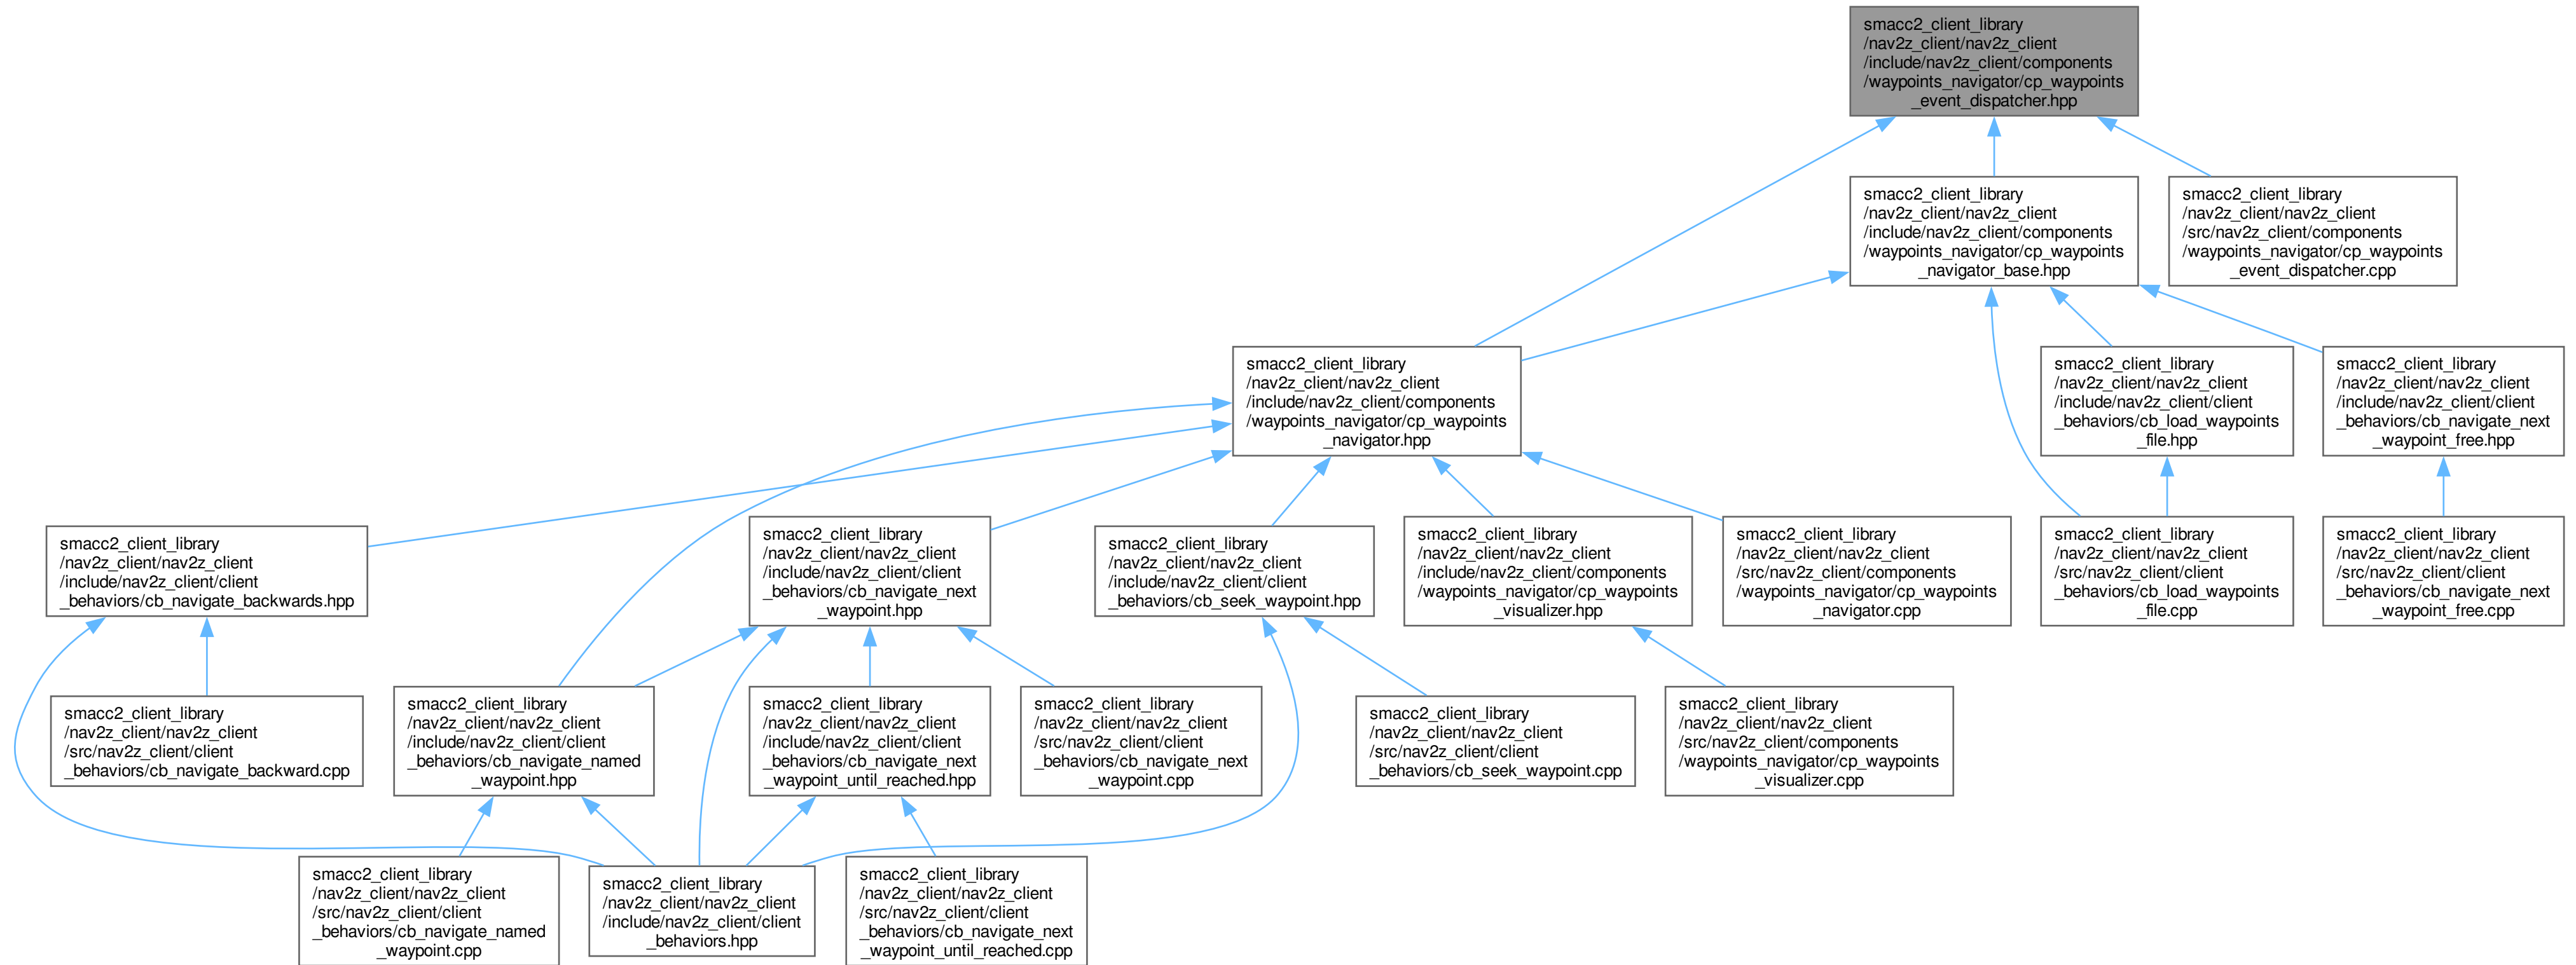 smacc2_client_library
/nav2z_client/nav2z_client
/include/nav2z_client/components
/waypoints_navigator/cp_waypoints
_event_dispatcher.hpp
smacc2_client_library
/nav2z_client/nav2z_client
/include/nav2z_client/components
/waypoints_navigator/cp_waypoints
_navigator_base.hpp
smacc2_client_library
/nav2z_client/nav2z_client
/src/nav2z_client/components
/waypoints_navigator/cp_waypoints
_event_dispatcher.cpp
smacc2_client_library
/nav2z_client/nav2z_client
/include/nav2z_client/components
/waypoints_navigator/cp_waypoints
_navigator.hpp
smacc2_client_library
/nav2z_client/nav2z_client
/include/nav2z_client/client
_behaviors/cb_load_waypoints
_file.hpp
smacc2_client_library
/nav2z_client/nav2z_client
/include/nav2z_client/client
_behaviors/cb_navigate_next
_waypoint_free.hpp
smacc2_client_library
/nav2z_client/nav2z_client
/include/nav2z_client/client
_behaviors/cb_navigate_backwards.hpp
smacc2_client_library
/nav2z_client/nav2z_client
/include/nav2z_client/client
_behaviors/cb_navigate_next
_waypoint.hpp
smacc2_client_library
/nav2z_client/nav2z_client
/include/nav2z_client/client
_behaviors/cb_seek_waypoint.hpp
smacc2_client_library
/nav2z_client/nav2z_client
/include/nav2z_client/components
/waypoints_navigator/cp_waypoints
_visualizer.hpp
smacc2_client_library
/nav2z_client/nav2z_client
/src/nav2z_client/components
/waypoints_navigator/cp_waypoints
_navigator.cpp
smacc2_client_library
/nav2z_client/nav2z_client
/src/nav2z_client/client
_behaviors/cb_load_waypoints
_file.cpp
smacc2_client_library
/nav2z_client/nav2z_client
/src/nav2z_client/client
_behaviors/cb_navigate_next
_waypoint_free.cpp
smacc2_client_library
/nav2z_client/nav2z_client
/src/nav2z_client/client
_behaviors/cb_navigate_backward.cpp
smacc2_client_library
/nav2z_client/nav2z_client
/include/nav2z_client/client
_behaviors/cb_navigate_named
_waypoint.hpp
smacc2_client_library
/nav2z_client/nav2z_client
/include/nav2z_client/client
_behaviors/cb_navigate_next
_waypoint_until_reached.hpp
smacc2_client_library
/nav2z_client/nav2z_client
/src/nav2z_client/client
_behaviors/cb_navigate_next
_waypoint.cpp
smacc2_client_library
/nav2z_client/nav2z_client
/src/nav2z_client/client
_behaviors/cb_seek_waypoint.cpp
smacc2_client_library
/nav2z_client/nav2z_client
/src/nav2z_client/components
/waypoints_navigator/cp_waypoints
_visualizer.cpp
smacc2_client_library
/nav2z_client/nav2z_client
/src/nav2z_client/client
_behaviors/cb_navigate_named
_waypoint.cpp
smacc2_client_library
/nav2z_client/nav2z_client
/include/nav2z_client/client
_behaviors.hpp
smacc2_client_library
/nav2z_client/nav2z_client
/src/nav2z_client/client
_behaviors/cb_navigate_next
_waypoint_until_reached.cpp